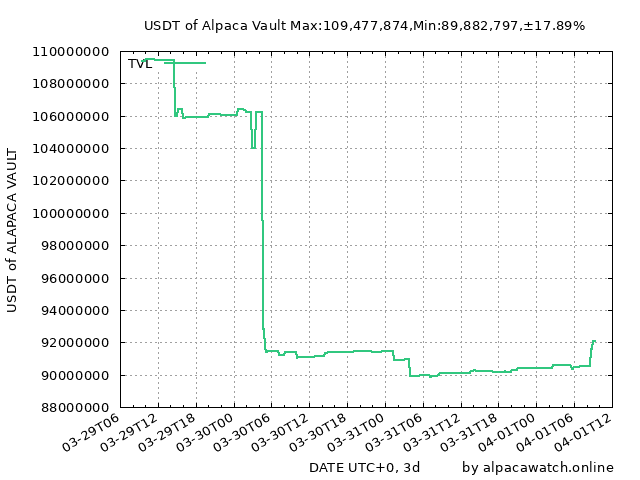 USDT of Alpaca Vault Max:109,477,874,Min:89,882,797,±17.89%
110000000
TVL
108000000
106000000
104000000
102000000
100000000
98000000
96000000
94000000
92000000
90000000
88000000
USDT of ALAPACA VAULT
03-29T06
03-29T12
03-29T18
03-30T00
03-30T06
03-30T12
03-30T18
03-31T00
03-31T06
03-31T12
03-31T18
04-01T00
04-01T06
04-01T12
DATE UTC+0, 3d
by alpacawatch.online